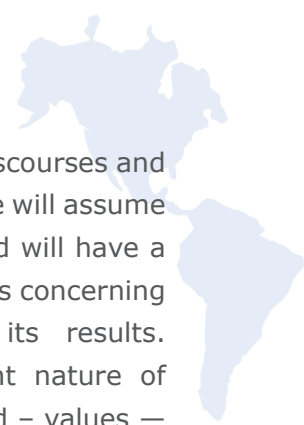 scourses and
e will assume
d will have a
s concerning
its results.
nt nature of
d – values —